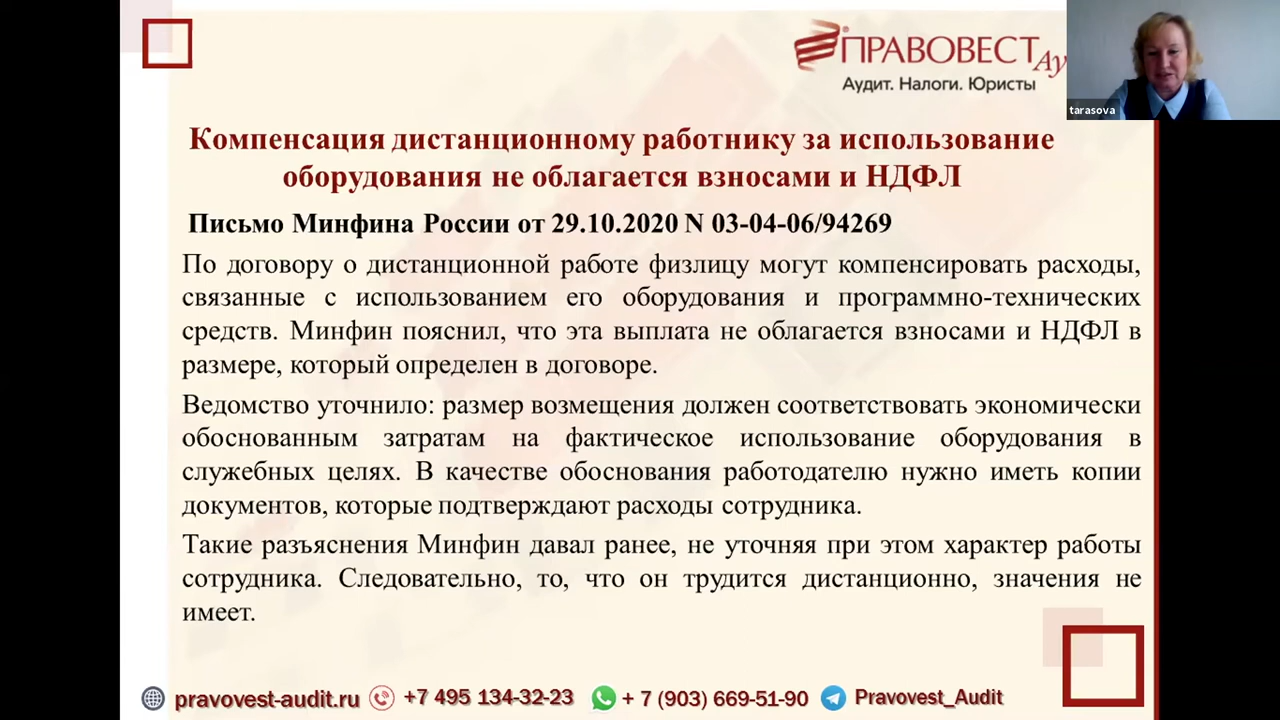 ПРАВОВЕСТ Ау
Аудит. Налоги. Юристы
tarasova
Компенсация дистанционному работнику за использование
оборудования не облагается взносами и НДФЛ
Письмо Минфина России от 29.10.2020 N 03-04-06/94269
По договору о дистанционной работе физлицу могут компенсировать расходы,
связанные с использованием его оборудования и программно-технических
средств. Минфин пояснил, что эта выплата не облагается взносами и НДФЛ в
размере, который определен в договоре.
Ведомство уточнило: размер возмещения должен соответствовать экономически
обоснованным затратам на фактическое использование оборудования в
служебных целях. В качестве обоснования работодателю нужно иметь копии
документов, которые подтверждают расходы сотрудника.
Такие разъяснения Минфин давал ранее, не уточняя при этом характер работы
сотрудника. Следовательно, то, что он трудится дистанционно, значения не
имеет.
pravovest-audit.ru +7 495 134-32-23 + 7 (903) 669-51-90 Pravovest_Audit